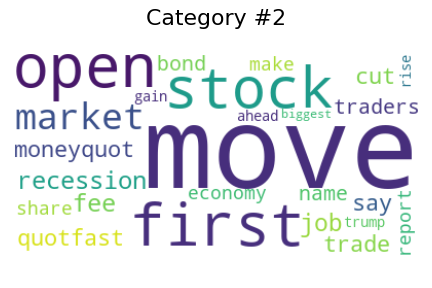 Category #2
open bond make cut rise
stock gain traders
market ahead biggest
moneyquot move
recession economy name say
share fee first job trump report
quotfast trade